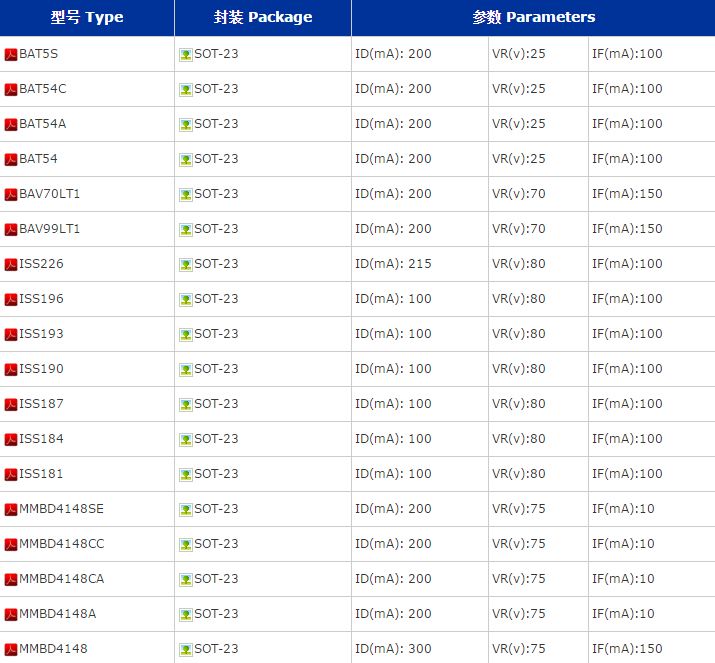 型号 Type 封装 Package 参数 Parameters
BAT5S SOT-23 ID(mA): 200 VR(v):25 IF(mA):100
BAT54C SOT-23 ID(mA): 200 VR(v):25 IF(mA):100
BAT54A SOT-23 ID(mA): 200 VR(v):25 IF(mA):100
BAT54 SOT-23 ID(mA): 200 VR(v):25 IF(mA):100
BAV70LT1 SOT-23 ID(mA): 200 VR(v):70 IF(mA):150
BAV99LT1 SOT-23 ID(mA): 200 VR(v):70 IF(mA):150
ISS226 SOT-23 ID(mA): 215 VR(v):80 IF(mA):100
ISS196 SOT-23 ID(mA): 100 VR(v):80 IF(mA):100
ISS193 SOT-23 ID(mA): 100 VR(v):80 IF(mA):100
ISS190 SOT-23 ID(mA): 100 VR(v):80 IF(mA):100
ISS187 SOT-23 ID(mA): 100 VR(v):80 IF(mA):100
ISS184 SOT-23 ID(mA): 100 VR(v):80 IF(mA):100
ISS181 SOT-23 ID(mA): 100 VR(v):80 IF(mA):100
MMBD4148SE SOT-23 ID(mA): 200 VR(v):75 IF(mA):10
MMBD4148CC SOT-23 ID(mA): 200 VR(v):75 IF(mA):10
MMBD4148CA SOT-23 ID(mA): 200 VR(v):75 IF(mA):10
MMBD4148A SOT-23 ID(mA): 200 VR(v):75 IF(mA):10
MMBD4148 SOT-23 ID(mA): 300 VR(v):75 IF(mA):150